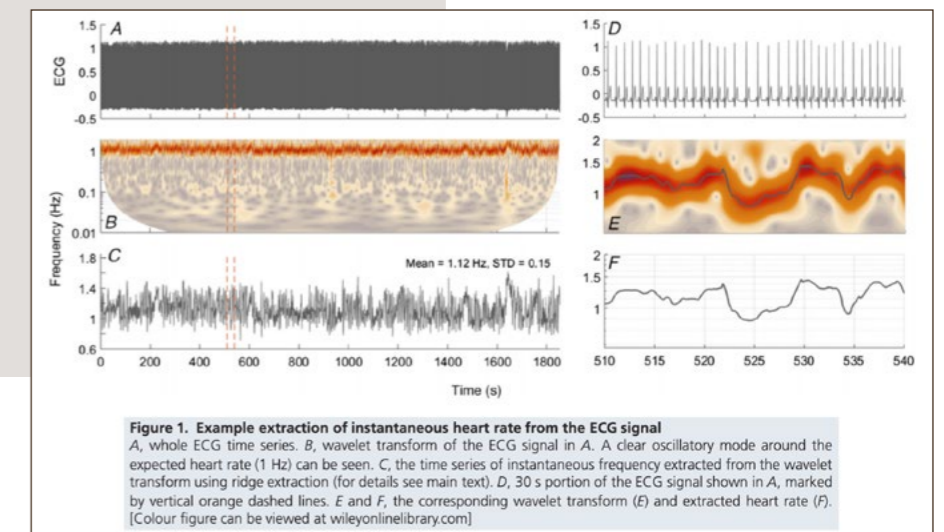 A
1.5
1
0.5
0
-0.5
ECG
D
1.5
1
0.5
0
-0.5
B
1
0.1
0.01
Frequency (Hz)
E
2
1.5
1
C
Mean = 1.12 Hz, STD = 0.15
1.8
1.4
1
0.6
0 200 400 600 800 1000 1200 1400 1600 1800
F
2
1.5
1
510 515 520 525 530 535 540
Time (s)
Figure 1. Example extraction of instantaneous heart rate from the ECG signal
A, whole ECG time series. B, wavelet transform of the ECG signal in A. A clear oscillatory mode around the
expected heart rate (1 Hz) can be seen. C, the time series of instantaneous frequency extracted from the wavelet
transform using ridge extraction (for details see main text). D, 30 s portion of the ECG signal shown in A, marked
by vertical orange dashed lines. E and F, the corresponding wavelet transform (E) and extracted heart rate (F).
[Colour figure can be viewed at wileyonlinelibrary.com]